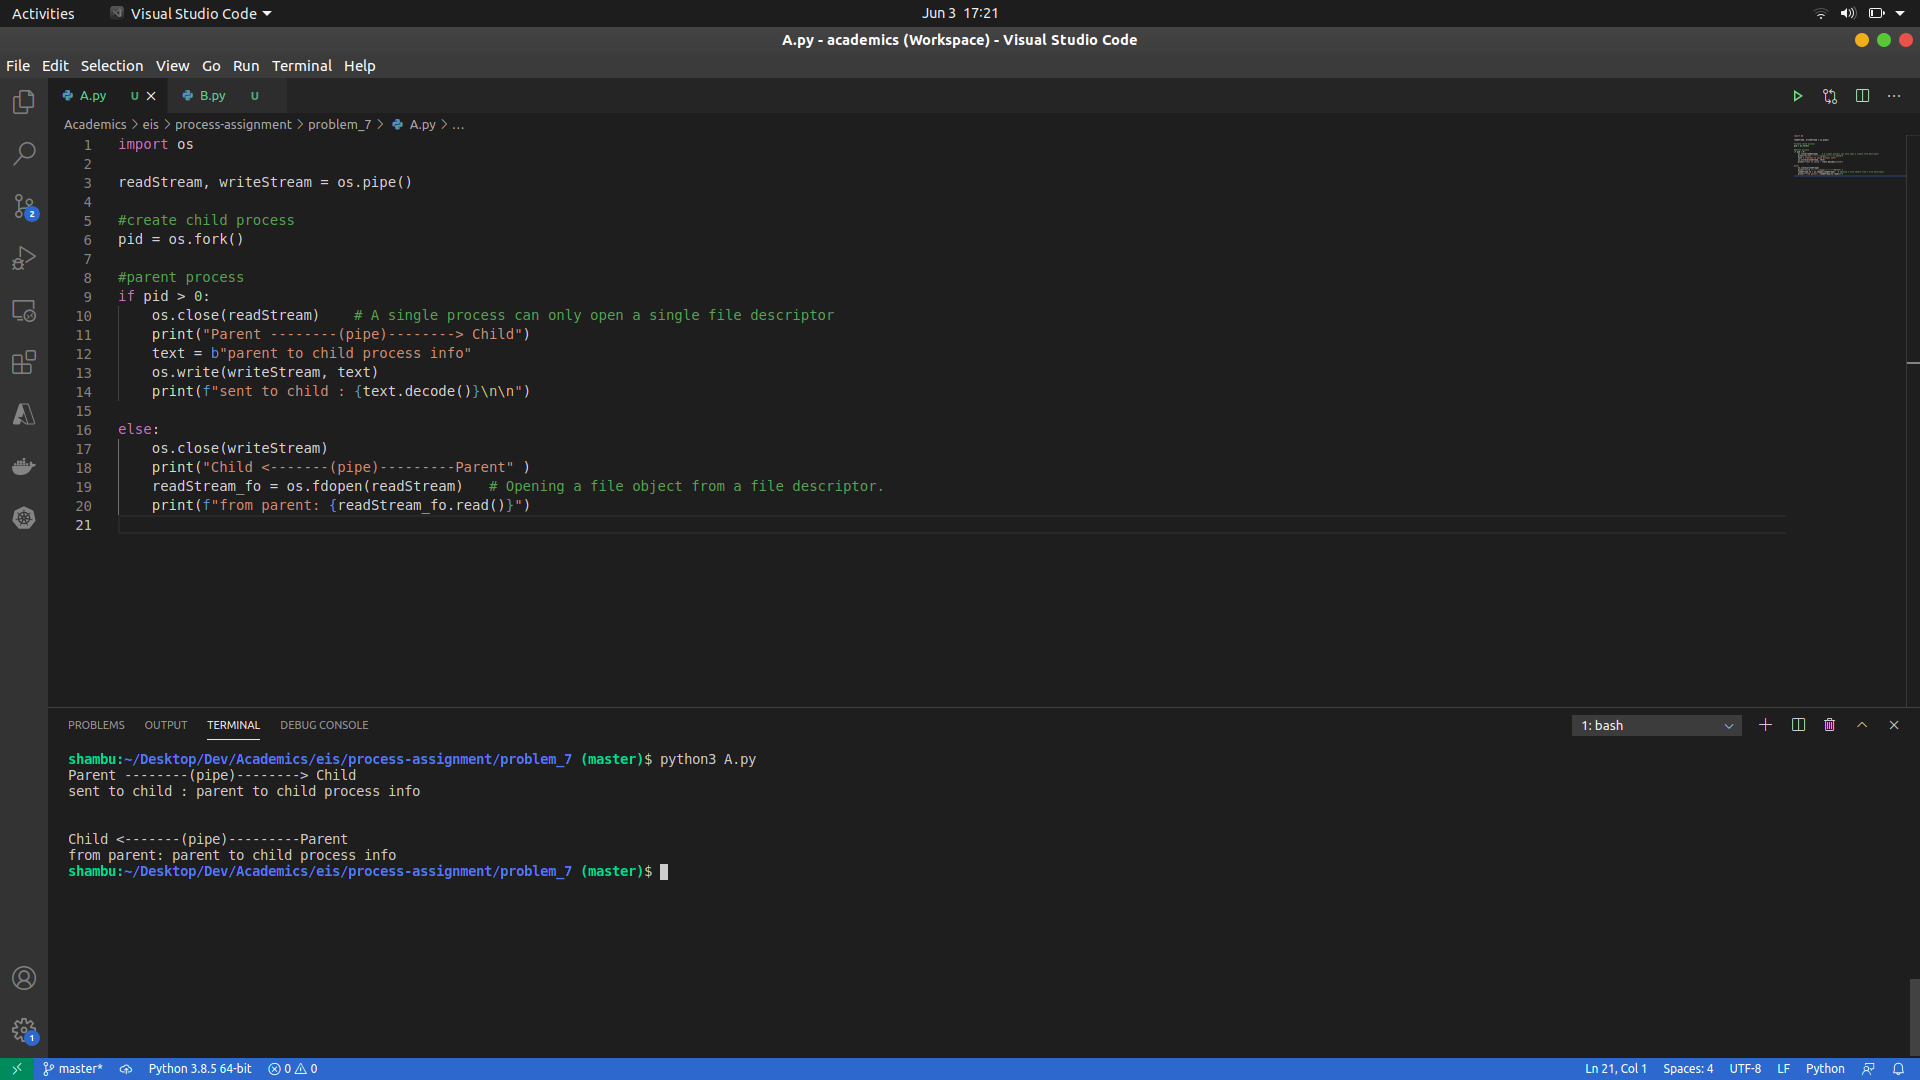 Activities Visual Studio Code Jun 3 17:21
A.py - academics (Workspace) - Visual Studio Code
File Edit Selection View Go Run Terminal Help
A.py U B.py U
Academics > eis > process-assignment > problem_7 > A.py > ...
1 import os
2
3 readStream, writeStream = os.pipe()
4
5 #create child process
6 pid = os.fork()
7
8 #parent process
9 if pid > 0:
10     os.close(readStream)    # A single process can only open a single file descriptor
11     print("Parent --------(pipe)--------> Child")
12     text = b"parent to child process info"
13     os.write(writeStream, text)
14     print(f"sent to child : {text.decode()}\n\n")
15
16 else:
17     os.close(writeStream)
18     print("Child <-------(pipe)---------Parent" )
19     readStream_fo = os.fdopen(readStream)   # Opening a file object from a file descriptor.
20     print(f"from parent: {readStream_fo.read()}")
21
2
PROBLEMS OUTPUT TERMINAL DEBUG CONSOLE 1: bash
shambu:~/Desktop/Dev/Academics/eis/process-assignment/problem_7 (master)$ python3 A.py
Parent --------(pipe)--------> Child
sent to child : parent to child process info
Child <-------(pipe)---------Parent
from parent: parent to child process info
shambu:~/Desktop/Dev/Academics/eis/process-assignment/problem_7 (master)$
1
master* Python 3.8.5 64-bit 0 0 Ln 21, Col 1 Spaces: 4 UTF-8 LF Python